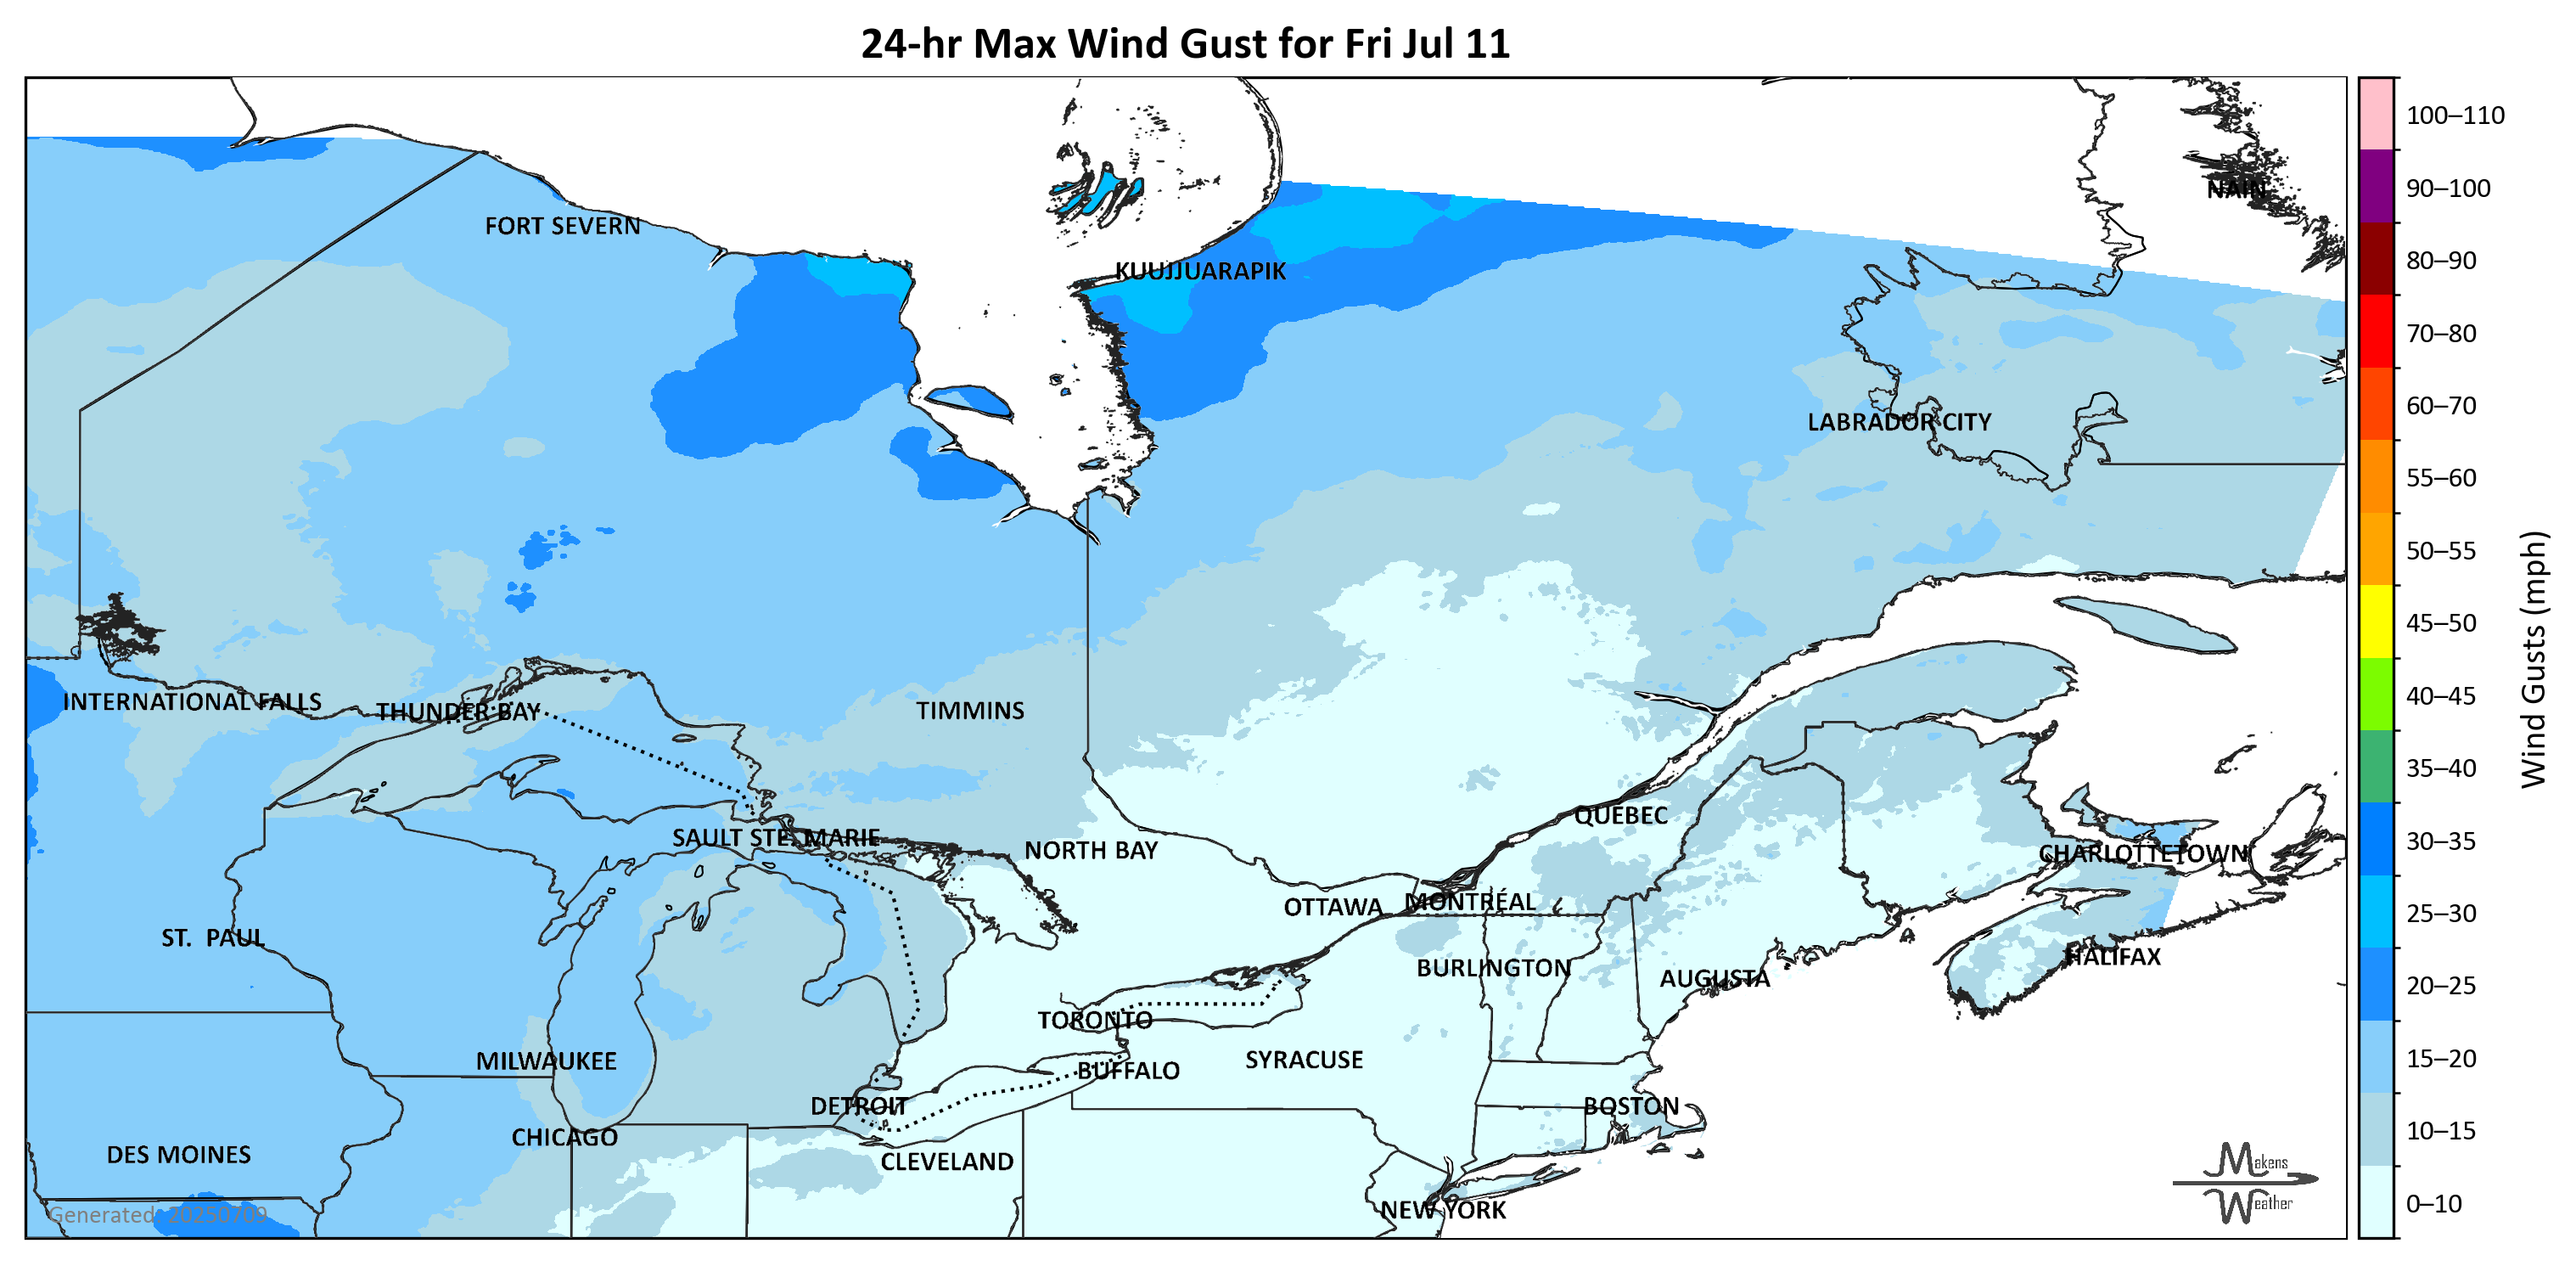 24-hr Max Wind Gust for Fri Jul 11
100–110
90–100
NAIN
FORT SEVERN
80–90
KUUJJUARAPIK
70–80
60–70
LABRADOR CITY
55–60
50–55
45–50
Wind Gusts (mph)
40–45
INTERNATIONAL FALLS
THUNDER BAY
TIMMINS
35–40
QUÉBEC
SAULT STE. MARIE
30–35
NORTH BAY
CHARLOTTETOWN
MONTRÉAL
OTTAWA
25–30
ST. PAUL
HALIFAX
BURLINGTON
AUGUSTA
20–25
TORONTO
MILWAUKEE
SYRACUSE
15–20
BUFFALO
DETROIT
BOSTON
CHICAGO
10–15
DES MOINES
CLEVELAND
Makens
Weather
0–10
NEW YORK
Generated: 20250709